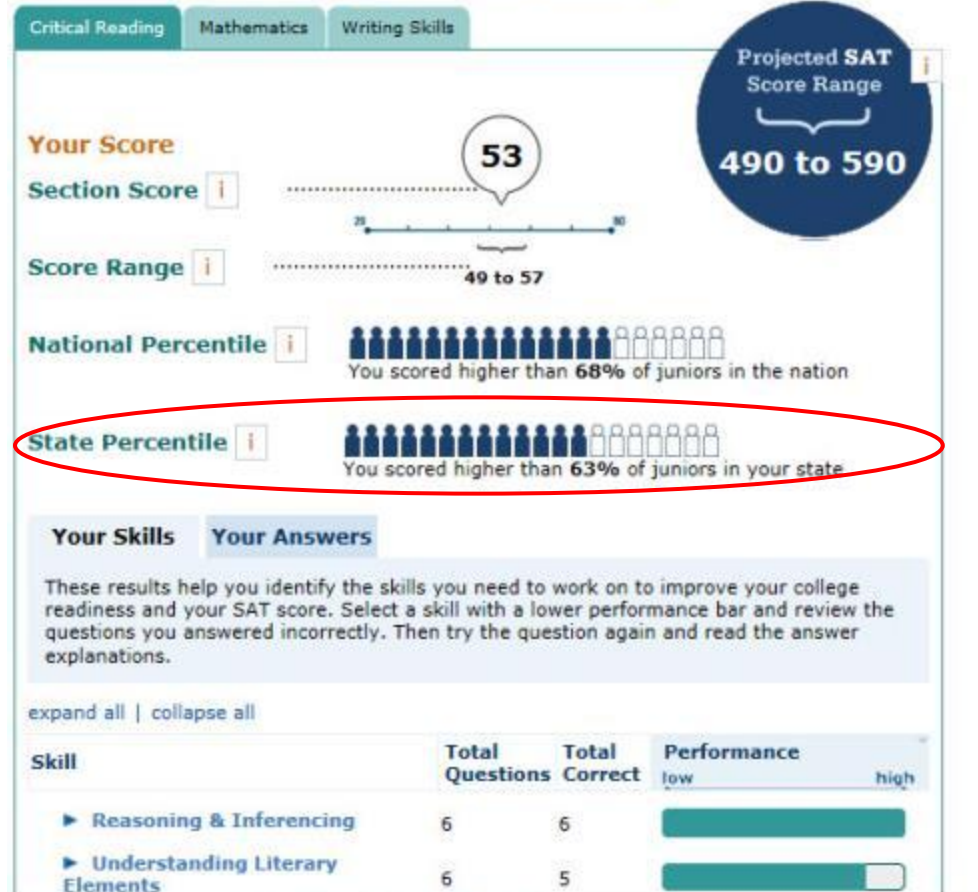 Critical Reading Mathematics Writing Skills
Projected SAT
Score Range
i
490 to 590
Your Score
53
Section Score i
20 80
Score Range i
49 to 57
National Percentile i
You scored higher than 68% of juniors in the nation
State Percentile i
You scored higher than 63% of juniors in your state
Your Skills Your Answers
These results help you identify the skills you need to work on to improve your college
readiness and your SAT score. Select a skill with a lower performance bar and review the
questions you answered incorrectly. Then try the question again and read the answer
explanations.
expand all | collapse all
Skill
Total
Questions
Total
Correct
Performance
low high
Reasoning & Inferencing 6 6
Understanding Literary
Elements 6 5